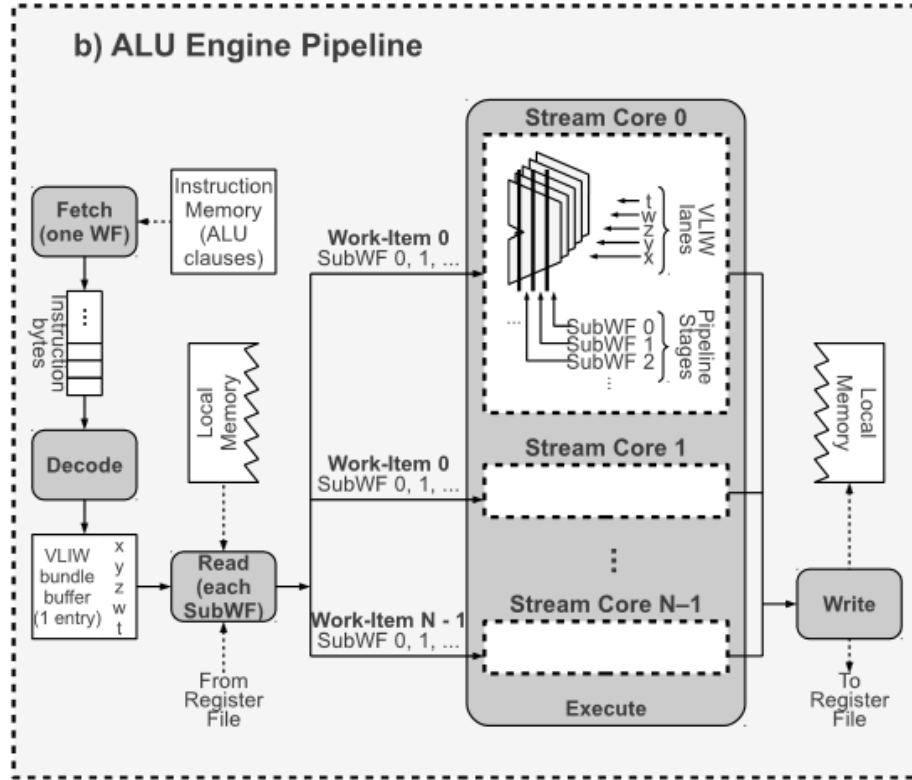 b) ALU Engine Pipeline
Fetch
(one WF)
Instruction
Memory
(ALU
clauses)
Instruction
bytes
...
Decode
VLIW
bundle
buffer
(1 entry)
x
y
z
w
t
Local
Memory
Read
(each
SubWF)
From
Register
File
Work-Item 0
SubWF 0, 1, ...
Work-Item 0
SubWF 0, 1, ...
Work-Item N - 1
SubWF 0, 1, ...
Stream Core 0
t
w
z
y
x
VLIW
lanes
...
SubWF 0
SubWF 1
SubWF 2
...
Pipeline
Stages
Stream Core 1
...
Stream Core N–1
Execute
Local
Memory
Write
To
Register
File